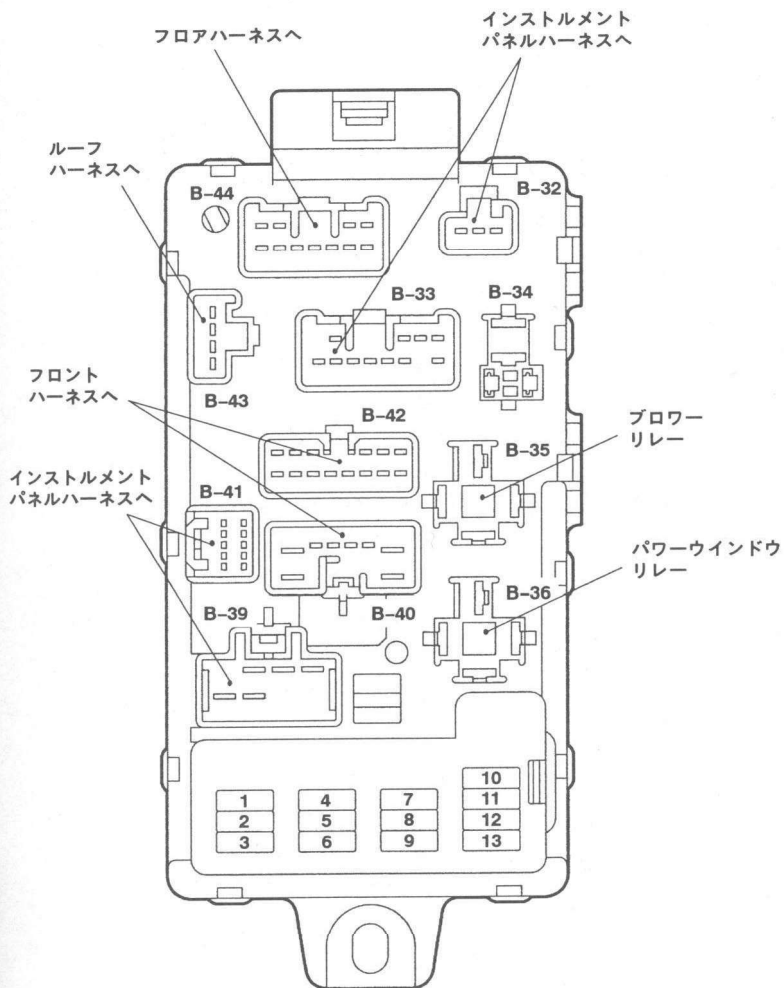 インストルメント
パネルハーネスへ
フロアハーネスへ
ルーフ
ハーネスへ
B-44
B-32
B-33
B-34
フロント
ハーネスへ
B-43
B-42
ブロワー
リレー
B-35
インストルメント
パネルハーネスへ
B-41
パワーウインドウ
リレー
B-36
B-39
B-40
1
2
3
4
5
6
7
8
9
10
11
12
13